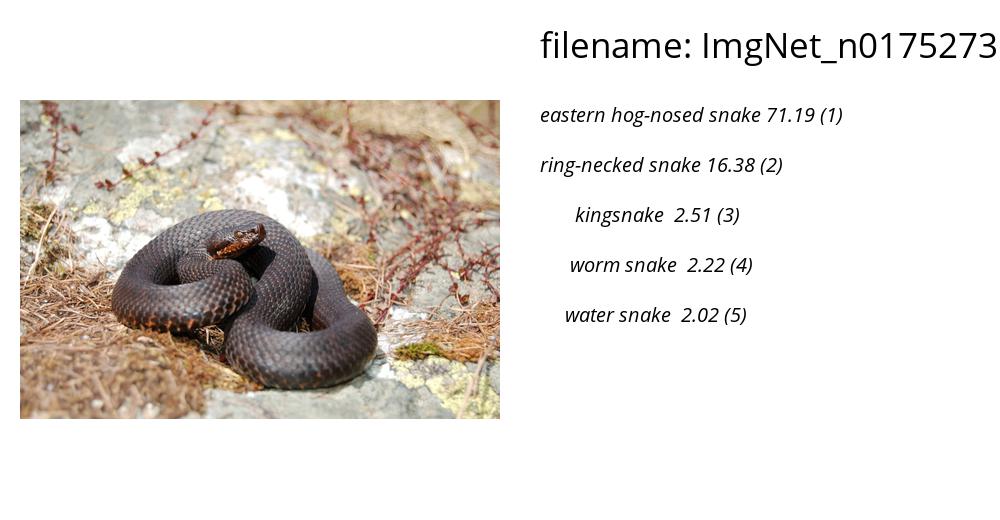 filename: ImgNet_n0175273
eastern hog-nosed snake 71.19 (1)
ring-necked snake 16.38 (2)
kingsnake 2.51 (3)
worm snake 2.22 (4)
water snake 2.02 (5)